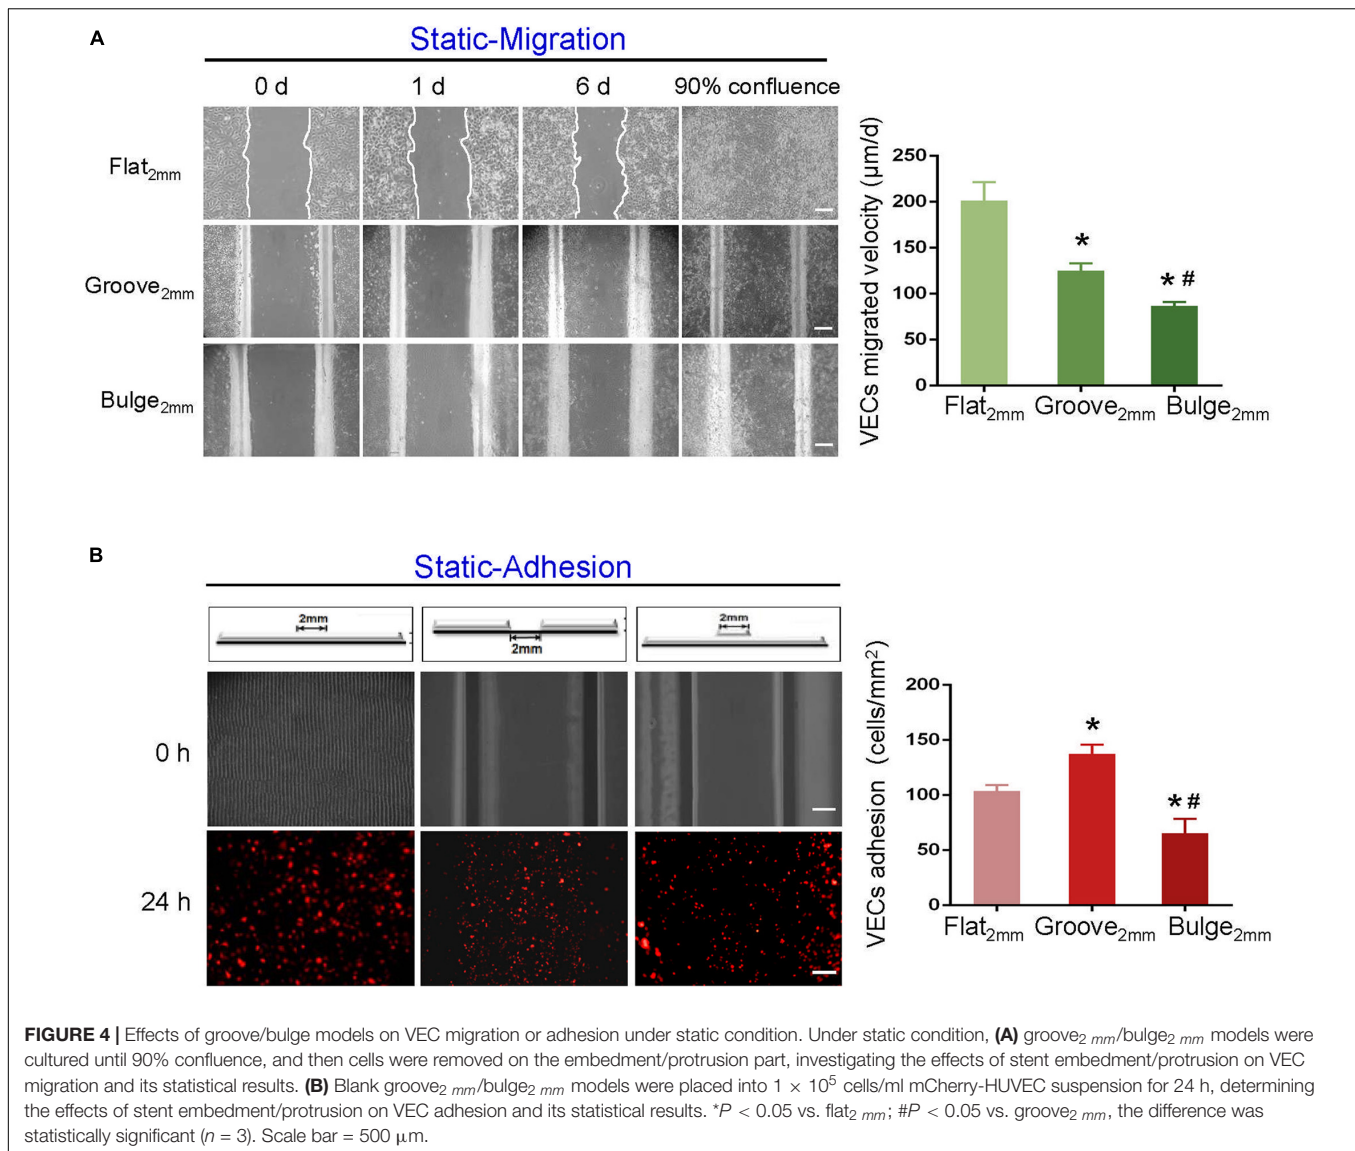 A
Static-Migration
0 d 1 d 6 d 90% confluence
Flat2mm
Groove2mm
Bulge2mm
VECs migrated velocity (μm/d)
250
200
150
100
50
0
*
* #
Flat2mm Groove2mm Bulge2mm
B
Static-Adhesion
2mm
2mm
2mm
0 h
24 h
VECs adhesion (cells/mm2)
200
150
100
50
0
*
* #
Flat2mm Groove2mm Bulge2mm
FIGURE 4 | Effects of groove/bulge models on VEC migration or adhesion under static condition. Under static condition, (A) groove2 mm/bulge2 mm models were
cultured until 90% confluence, and then cells were removed on the embedment/protrusion part, investigating the effects of stent embedment/protrusion on VEC
migration and its statistical results. (B) Blank groove2 mm/bulge2 mm models were placed into 1 × 10^5 cells/ml mCherry-HUVEC suspension for 24 h, determining
the effects of stent embedment/protrusion on VEC adhesion and its statistical results. *P < 0.05 vs. flat2 mm; #P < 0.05 vs. groove2 mm, the difference was
statistically significant (n = 3). Scale bar = 500 μm.